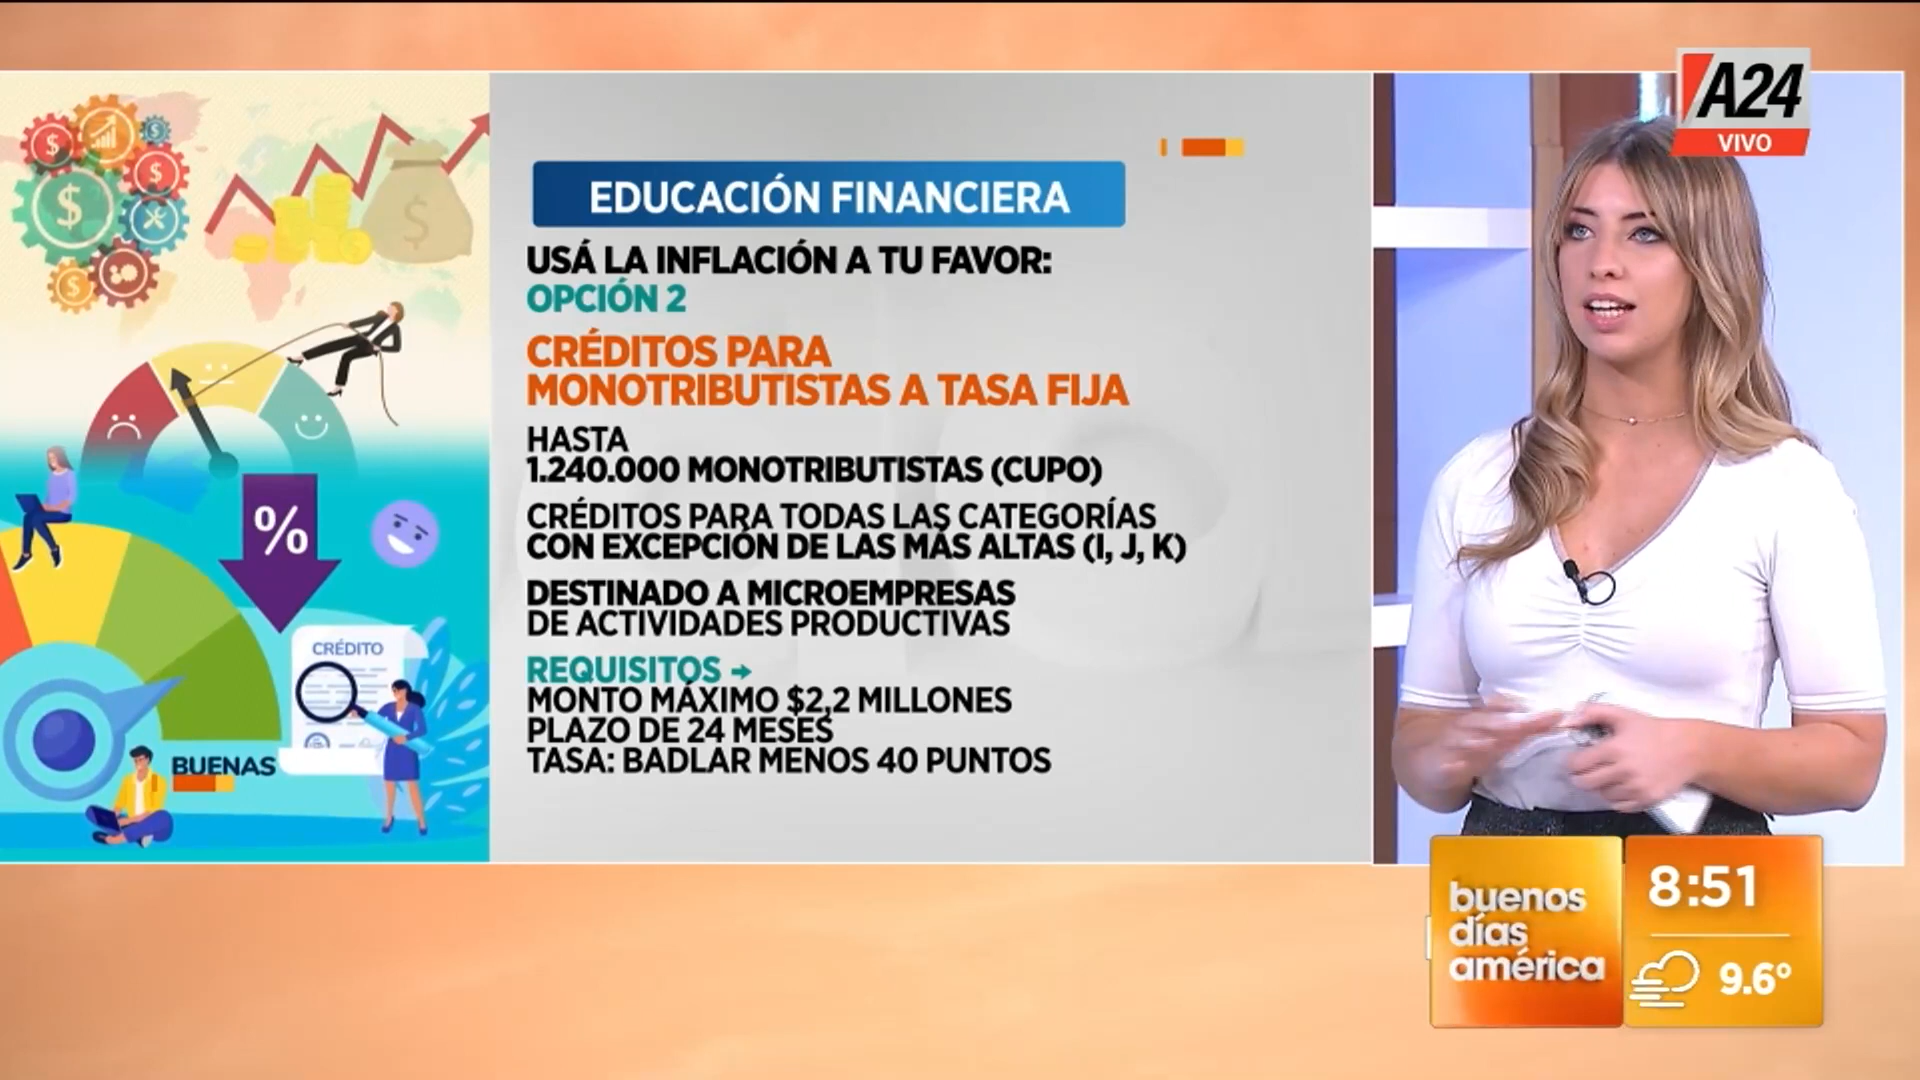 A24
VIVO
EDUCACIÓN FINANCIERA
USÁ LA INFLACIÓN A TU FAVOR:
OPCIÓN 2
CRÉDITOS PARA
MONOTRIBUTISTAS A TASA FIJA
HASTA
1.240.000 MONOTRIBUTISTAS (CUPO)
CRÉDITOS PARA TODAS LAS CATEGORÍAS
CON EXCEPCIÓN DE LAS MÁS ALTAS (I, J, K)
DESTINADO A MICROEMPRESAS
DE ACTIVIDADES PRODUCTIVAS
REQUISITOS →
MONTO MÁXIMO $2,2 MILLONES
PLAZO DE 24 MESES
TASA: BADLAR MENOS 40 PUNTOS
%
CRÉDITO
BUENAS
buenos
días
américa
8:51
9.6°